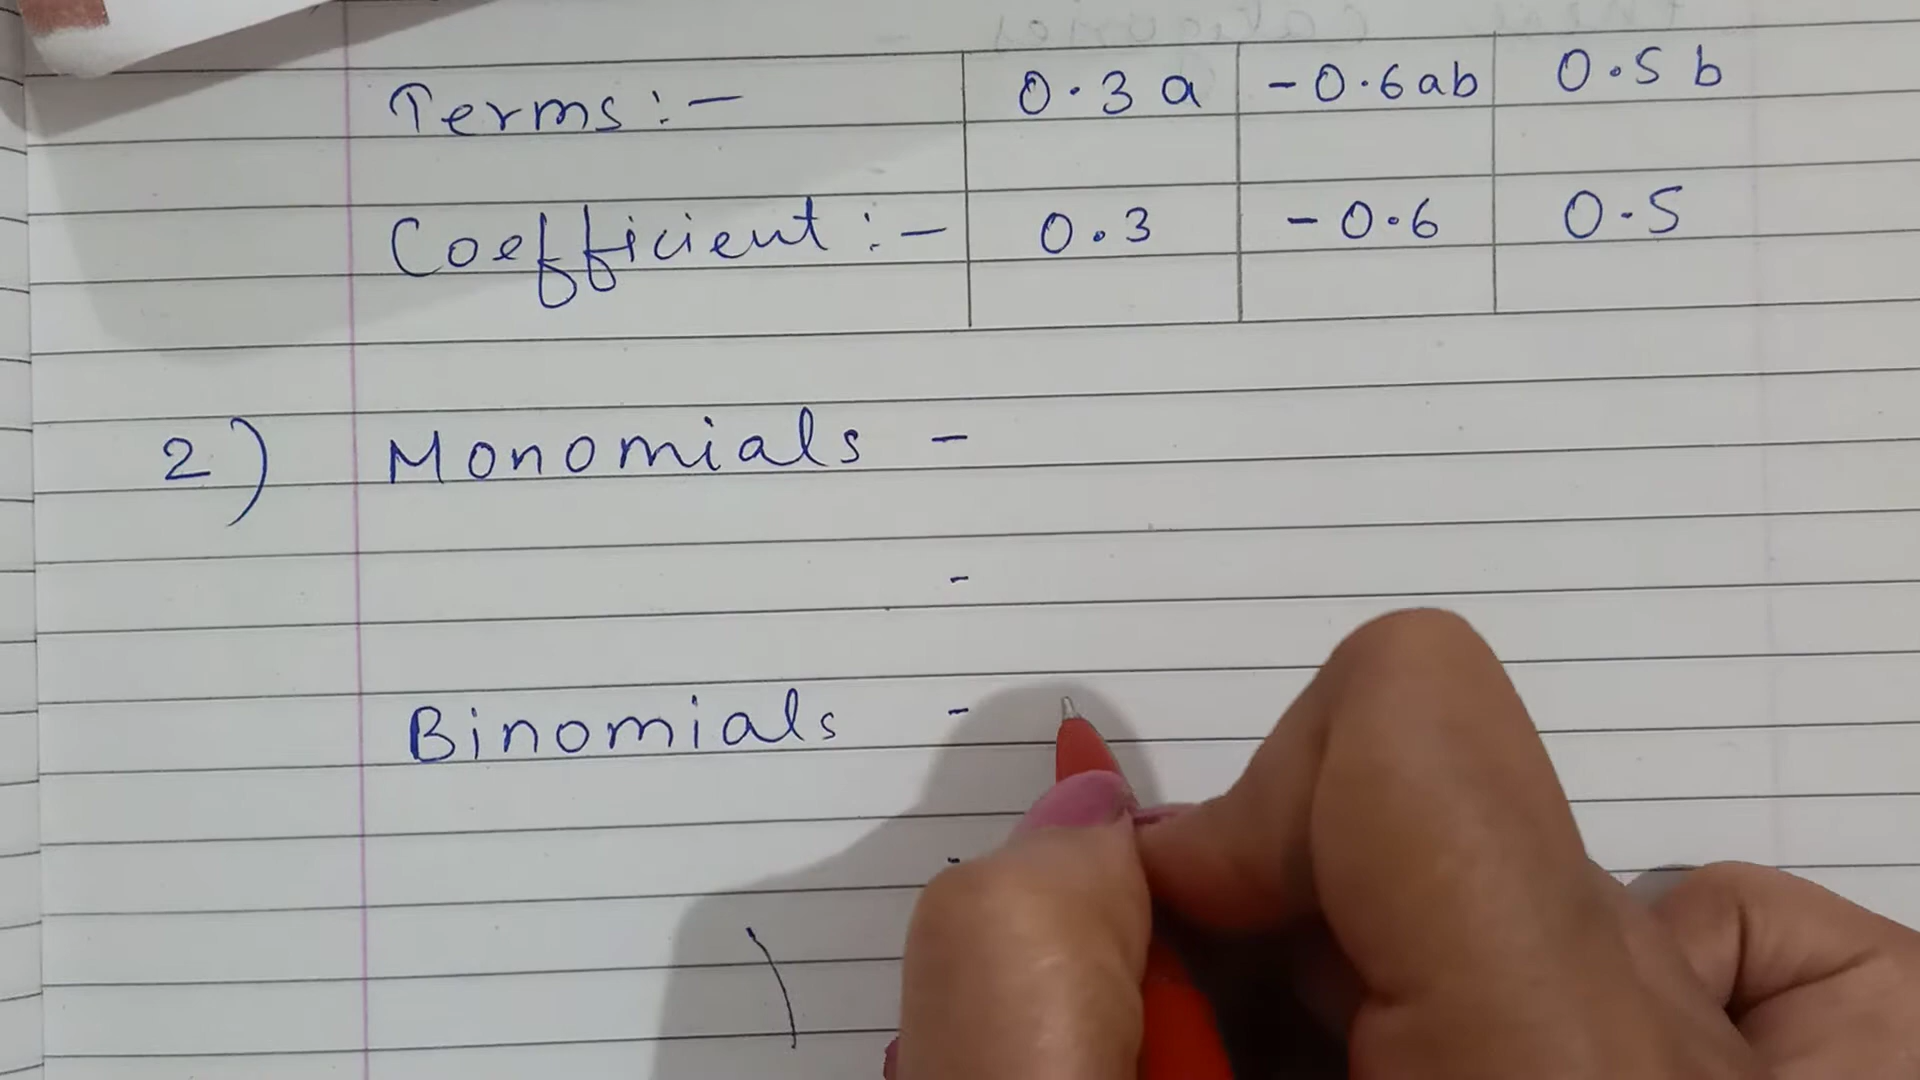 Terms :- 0.3 a -0.6ab 0.5 b
Coefficient :- 0.3 -0.6 0.5
2) Monomials -
-
Binomials -
-
)